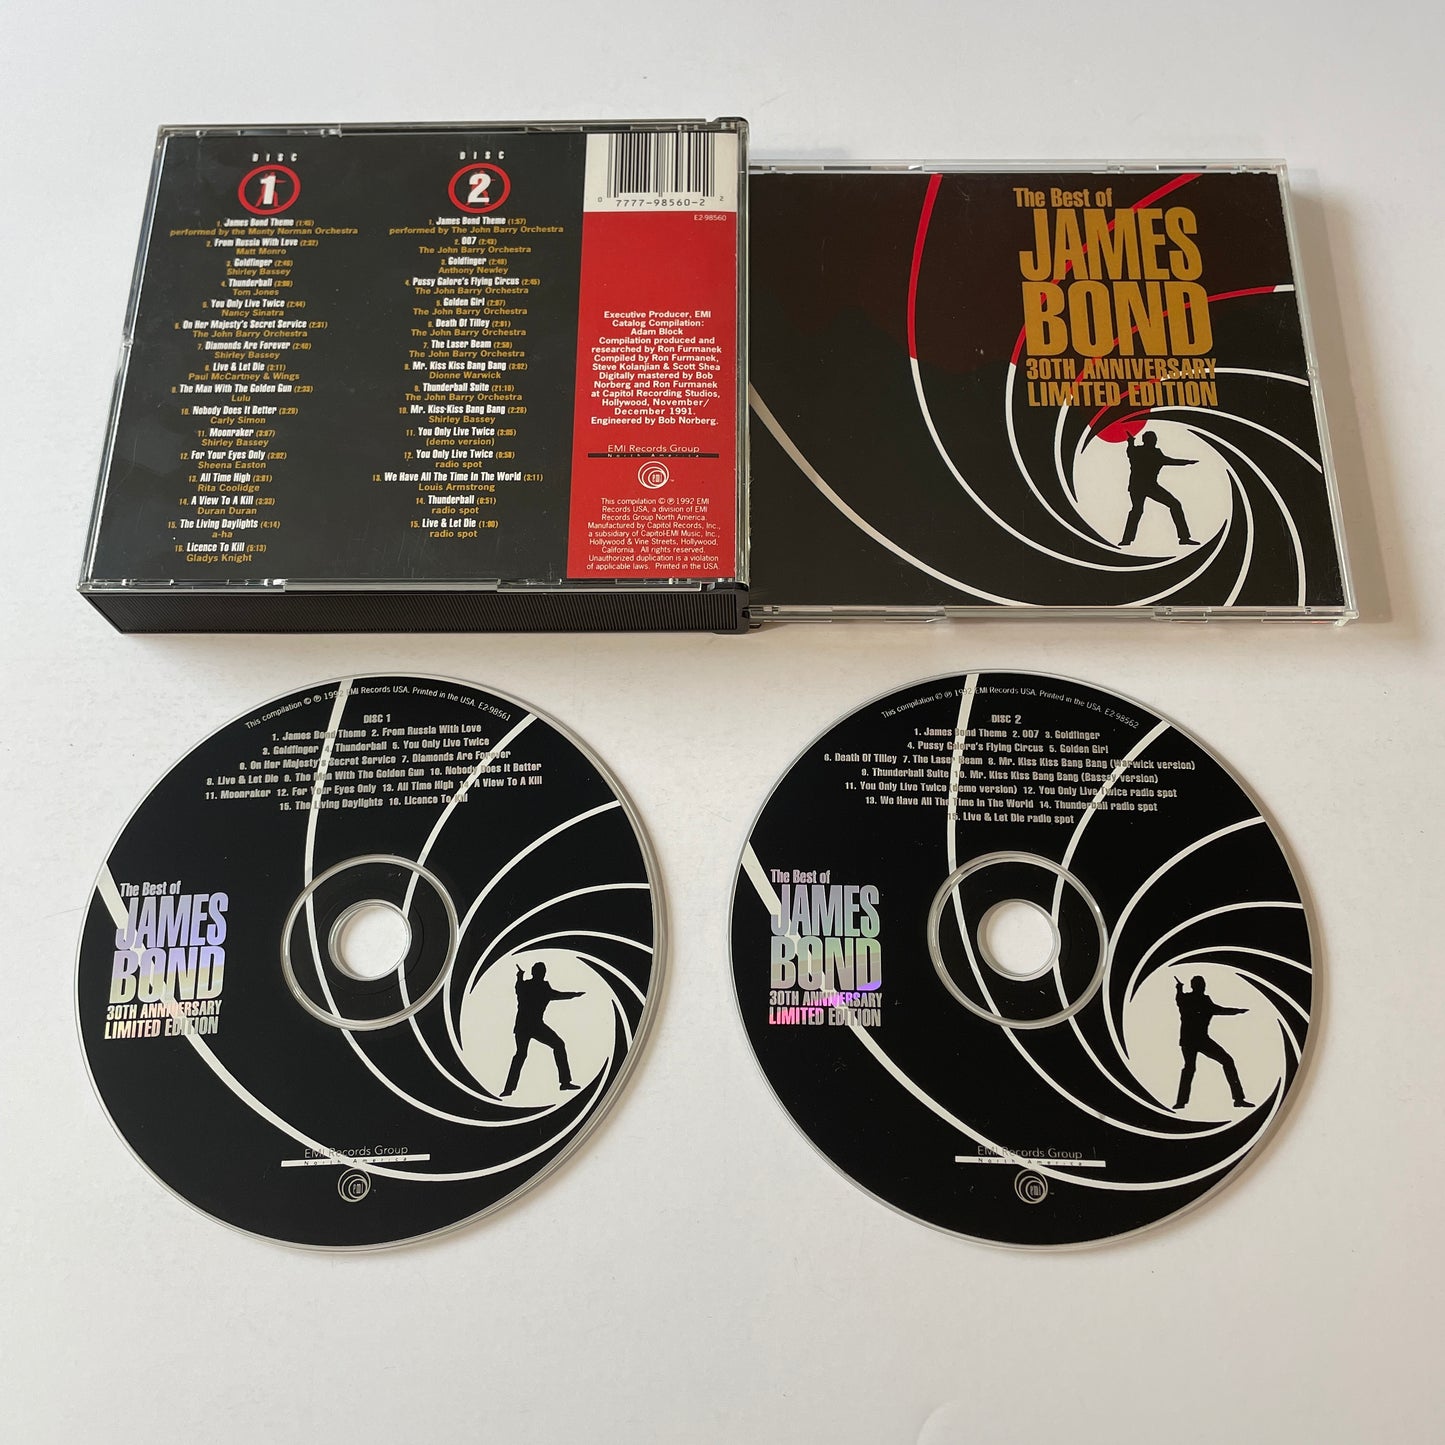 DISC
1
1. James Bond Theme (1:45)
performed by the Monty Norman Orchestra
2. From Russia With Love (2:32)
Matt Monro
3. Goldfinger (2:46)
Shirley Bassey
4. Thunderball (3:00)
Tom Jones
5. You Only Live Twice (2:44)
Nancy Sinatra
6. On Her Majesty's Secret Service (2:31)
The John Barry Orchestra
7. Diamonds Are Forever (2:40)
Shirley Bassey
8. Live & Let Die (3:11)
Paul McCartney & Wings
9. The Man With The Golden Gun (2:33)
Lulu
10. Nobody Does It Better (3:28)
Carly Simon
11. Moonraker (3:07)
Shirley Bassey
12. For Your Eyes Only (3:02)
Sheena Easton
13. All Time High (3:01)
Rita Coolidge
14. A View To A Kill (3:33)
Duran Duran
15. The Living Daylights (4:14)
a-ha
16. Licence To Kill (5:13)
Gladys Knight
DISC
2
1. James Bond Theme (1:57)
performed by The John Barry Orchestra
2. 007 (2:43)
The John Barry Orchestra
3. Goldfinger (2:48)
Anthony Newley
4. Pussy Galore's Flying Circus (2:45)
The John Barry Orchestra
5. Golden Girl (2:07)
The John Barry Orchestra
6. Death Of Tilley (2:01)
The John Barry Orchestra
7. The Laser Beam (2:58)
The John Barry Orchestra
8. Mr. Kiss Kiss Bang Bang (3:02)
Dionne Warwick
9. Thunderball Suite (21:10)
The John Barry Orchestra
10. Mr. Kiss-Kiss Bang Bang (2:26)
Shirley Bassey
11. You Only Live Twice (3:05)
(demo version)
12. You Only Live Twice (0:58)
radio spot
13. We Have All The Time In The World (3:11)
Louis Armstrong
14. Thunderball (0:51)
radio spot
15. Live & Let Die (1:00)
radio spot
0 7777-98560-2 2
E2-98560
Executive Producer, EMI
Catalog Compilation:
Adam Block
Compilation produced and
researched by Ron Furmanek
Compiled by Ron Furmanek,
Steve Kolanjian & Scott Shea
Digitally mastered by Bob
Norberg and Ron Furmanek
at Capitol Recording Studios,
Hollywood, November/
December 1991.
Engineered by Bob Norberg.
EMI Records Group
North America
EMI
This compilation © ℗ 1992 EMI
Records USA, a division of EMI
Records Group North America.
Manufactured by Capitol Records, Inc.,
a subsidiary of Capitol-EMI Music, Inc.,
Hollywood & Vine Streets, Hollywood,
California. All rights reserved.
Unauthorized duplication is a violation
of applicable laws. Printed in the USA.
The Best of
JAMES
BOND
30TH ANNIVERSARY
LIMITED EDITION
This compilation © ℗ 1992 EMI Records USA. Printed in the USA. E2-98561
DISC 1
1. James Bond Theme 2. From Russia With Love
3. Goldfinger 4. Thunderball 5. You Only Live Twice
6. On Her Majesty's Secret Service 7. Diamonds Are Forever
8. Live & Let Die 9. The Man With The Golden Gun 10. Nobody Does It Better
11. Moonraker 12. For Your Eyes Only 13. All Time High 14. A View To A Kill
15. The Living Daylights 16. Licence To Kill
The Best of
JAMES
BOND
30TH ANNIVERSARY
LIMITED EDITION
EMI Records Group
North America
EMI
This compilation © ℗ 1992 EMI Records USA. Printed in the USA. E2-98562
DISC 2
1. James Bond Theme 2. 007 3. Goldfinger
4. Pussy Galore's Flying Circus 5. Golden Girl
6. Death Of Tilley 7. The Laser Beam 8. Mr. Kiss Kiss Bang Bang (Warwick version)
9. Thunderball Suite 10. Mr. Kiss Kiss Bang Bang (Bassey version)
11. You Only Live Twice (demo version) 12. You Only Live Twice radio spot
13. We Have All The Time In The World 14. Thunderball radio spot
15. Live & Let Die radio spot
The Best of
JAMES
BOND
30TH ANNIVERSARY
LIMITED EDITION
EMI Records Group
North America
EMI